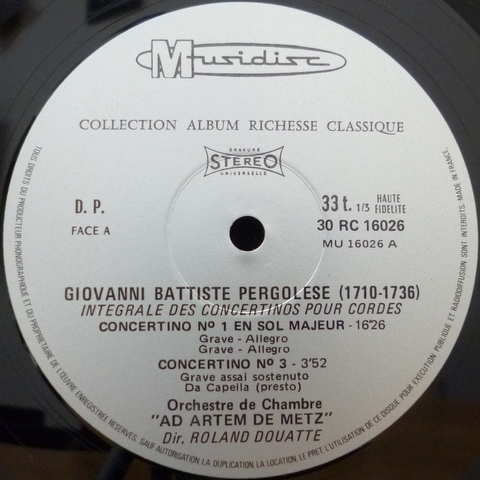 Musidisc
COLLECTION ALBUM RICHESSE CLASSIQUE
GRAVURE
STEREO
UNIVERSELLE
D. P.
FACE A
33 t. 1/3 HAUTE FIDELITE
30 RC 16026
MU 16026 A
GIOVANNI BATTISTE PERGOLESE (1710-1736)
INTEGRALE DES CONCERTINOS POUR CORDES
CONCERTINO Nº 1 EN SOL MAJEUR - 16'26
Grave - Allegro
Grave - Allegro
CONCERTINO Nº 3 - 3'52
Grave assai sostenuto
Da Capella (presto)
Orchestre de Chambre
"AD ARTEM DE METZ"
Dir. ROLAND DOUATTE
TOUS DROITS DU PRODUCTEUR PHONOGRAPHIQUE ET DU PROPRIETAIRE DE L'ŒUVRE ENREGISTREE RESERVES. SAUF AUTORISATION, LA DUPLICATION, LA LOCATION, LE PRET, L'UTILISATION DE CE DISQUE POUR EXECUTION PUBLIQUE ET RADIODIFFUSION SONT INTERDITS. MADE IN FRANCE.